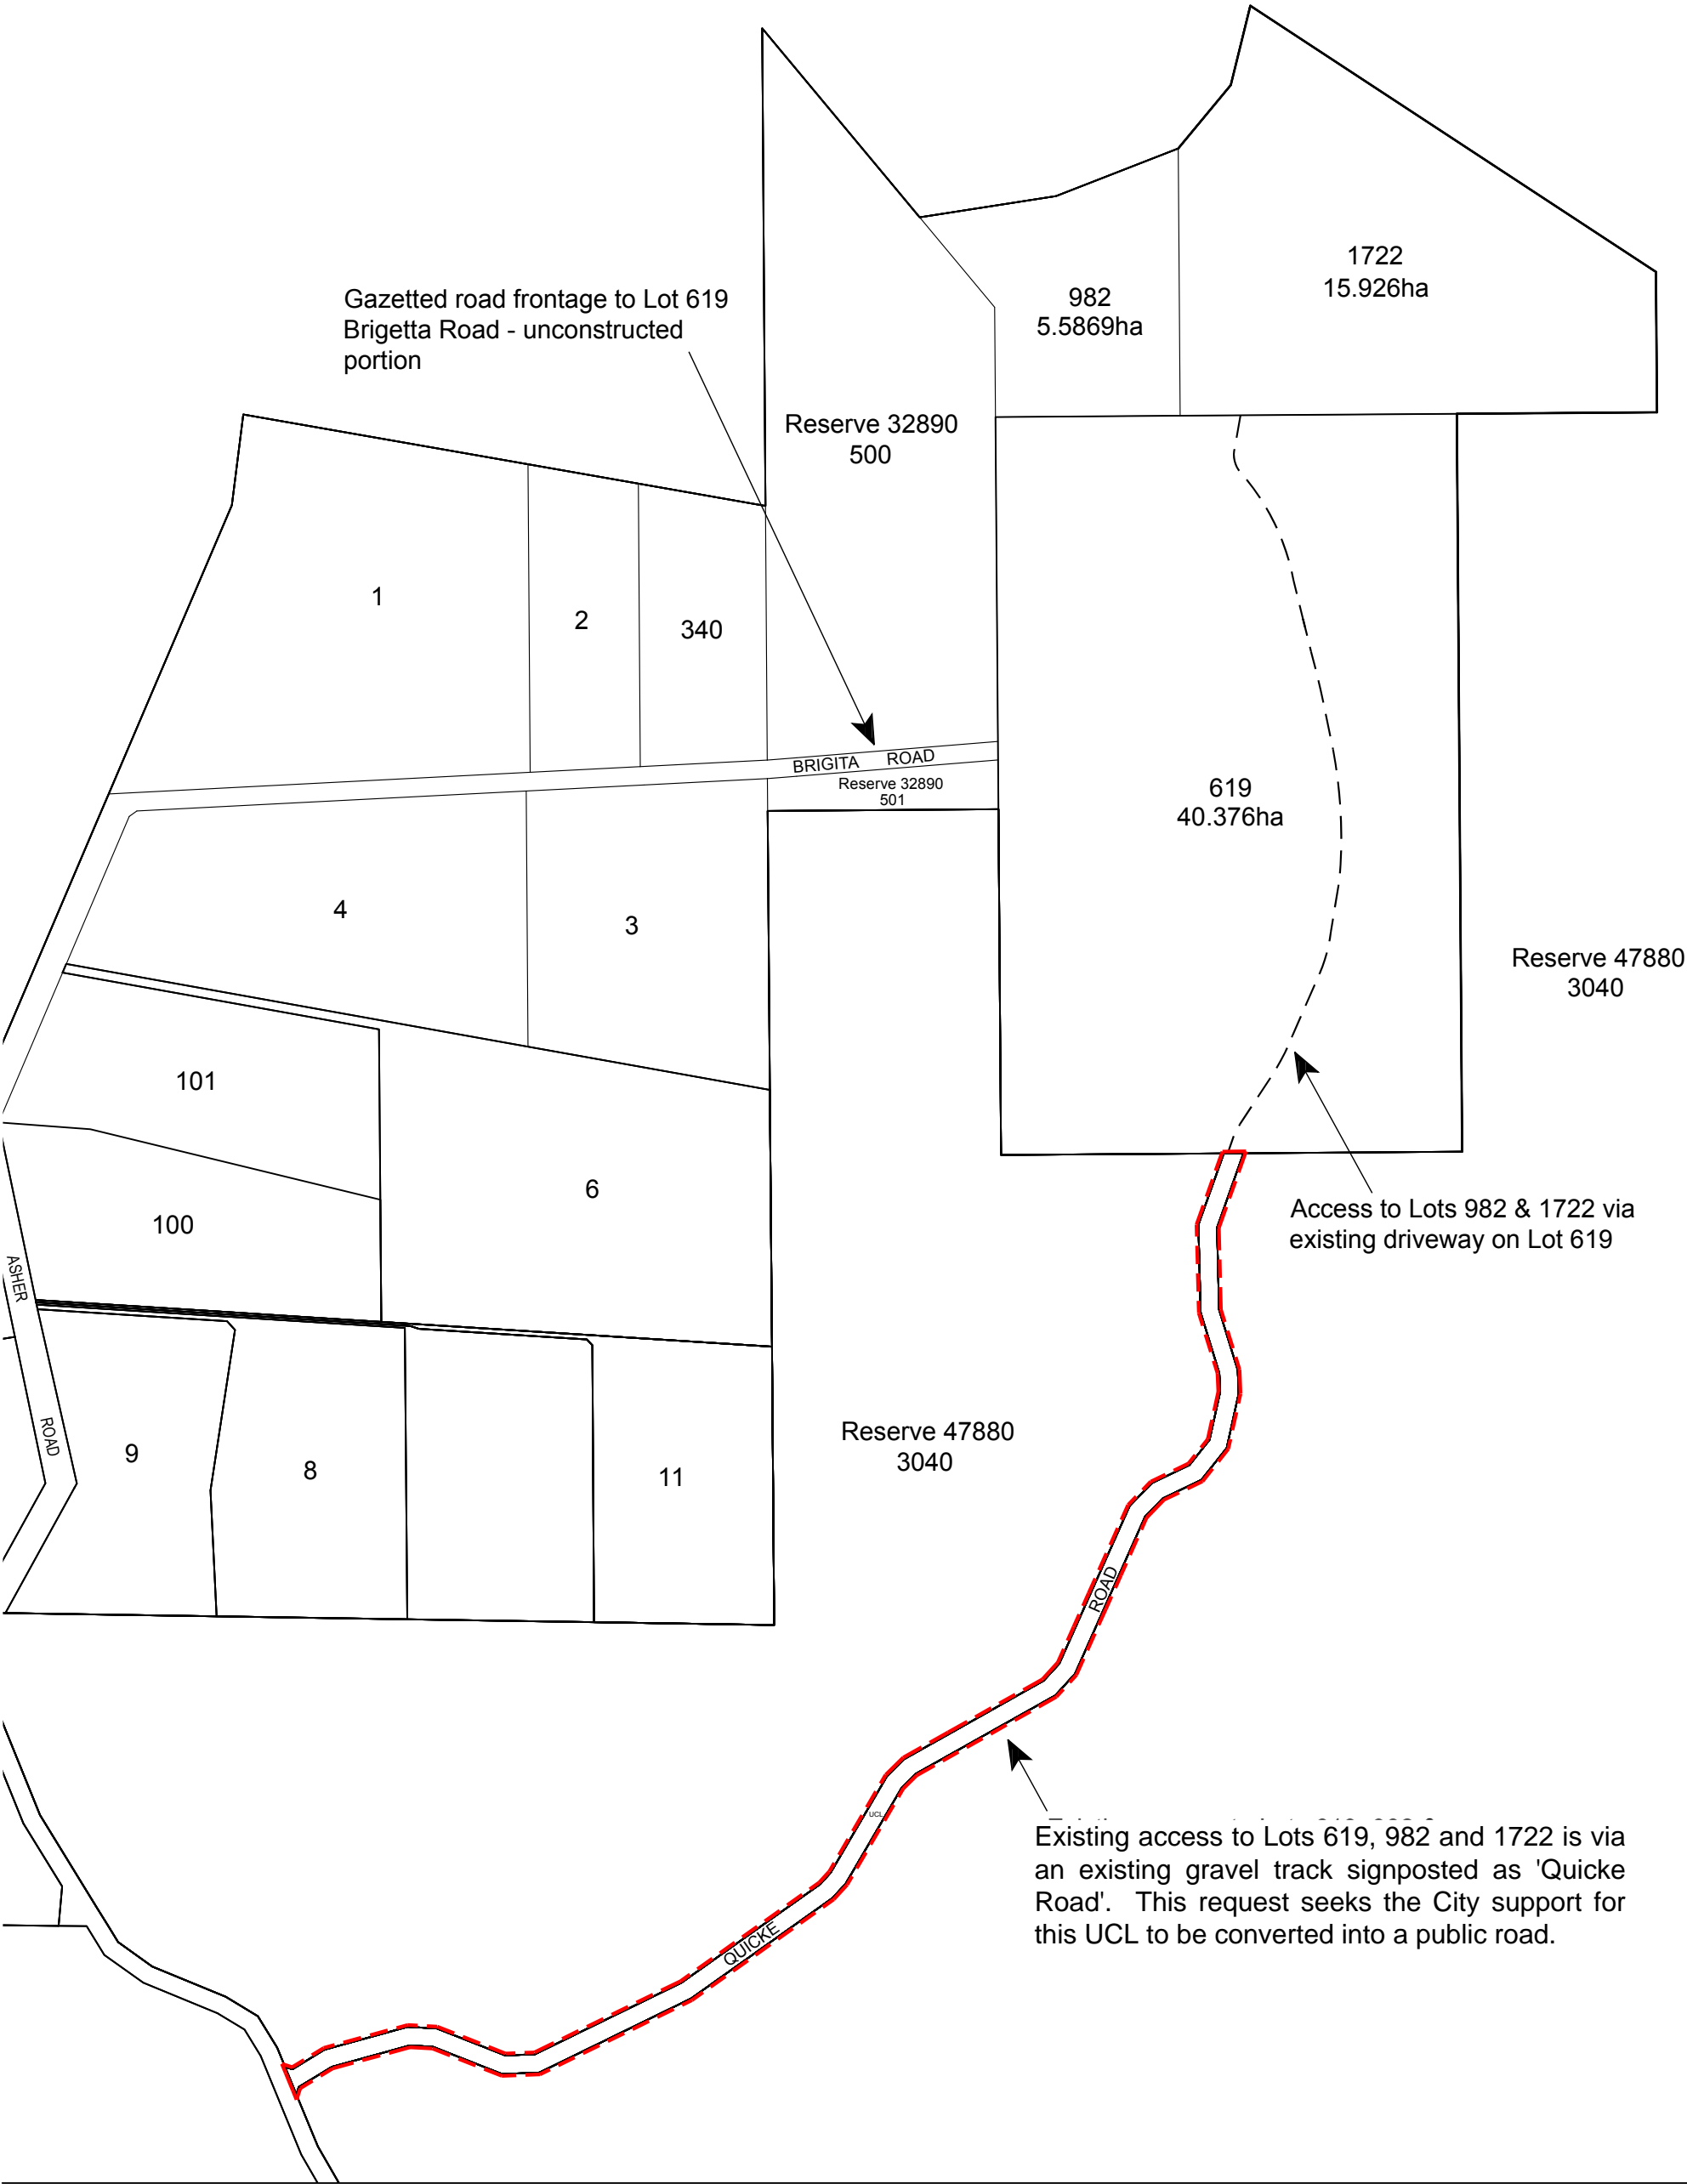 1722
15.926ha
982
5.5869ha
Gazetted road frontage to Lot 619
Brigetta Road - unconstructed
portion
Reserve 32890
500
1
2
340
BRIGITA ROAD
Reserve 32890
501
619
40.376ha
4
3
Reserve 47880
3040
101
6
100
Access to Lots 982 & 1722 via
existing driveway on Lot 619
ASHER
ROAD
9
8
11
Reserve 47880
3040
ROAD
UCL
Existing access to Lots 619, 982 and 1722 is via
an existing gravel track signposted as 'Quicke
Road'. This request seeks the City support for
this UCL to be converted into a public road.
QUICKE